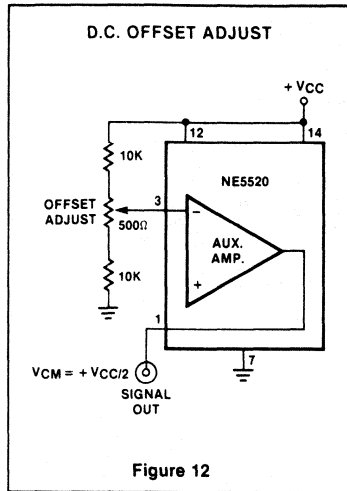 D.C. OFFSET ADJUST
+ VCC
12
14
10K
NE5520
OFFSET
ADJUST
3
500Ω
−
AUX.
AMP.
10K
+
1
7
VCM = + VCC/2
SIGNAL
OUT
Figure 12